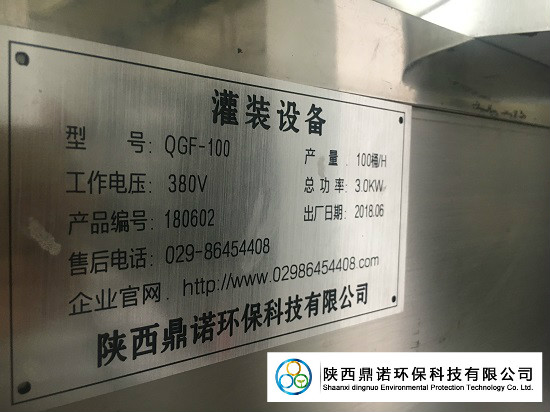 灌装设备
型 号: QGF-100 产 量: 100桶/H
工作电压: 380V 总 功 率: 3.0KW
产品编号: 180602 出厂日期: 2018.06
售后电话: 029-86454408
企业官网. http://www.02986454408.com
陕西鼎诺环保科技有限公司
陕西鼎诺环保科技有限公司
Shaanxi dingnuo Environmental Protection Technology Co., Ltd